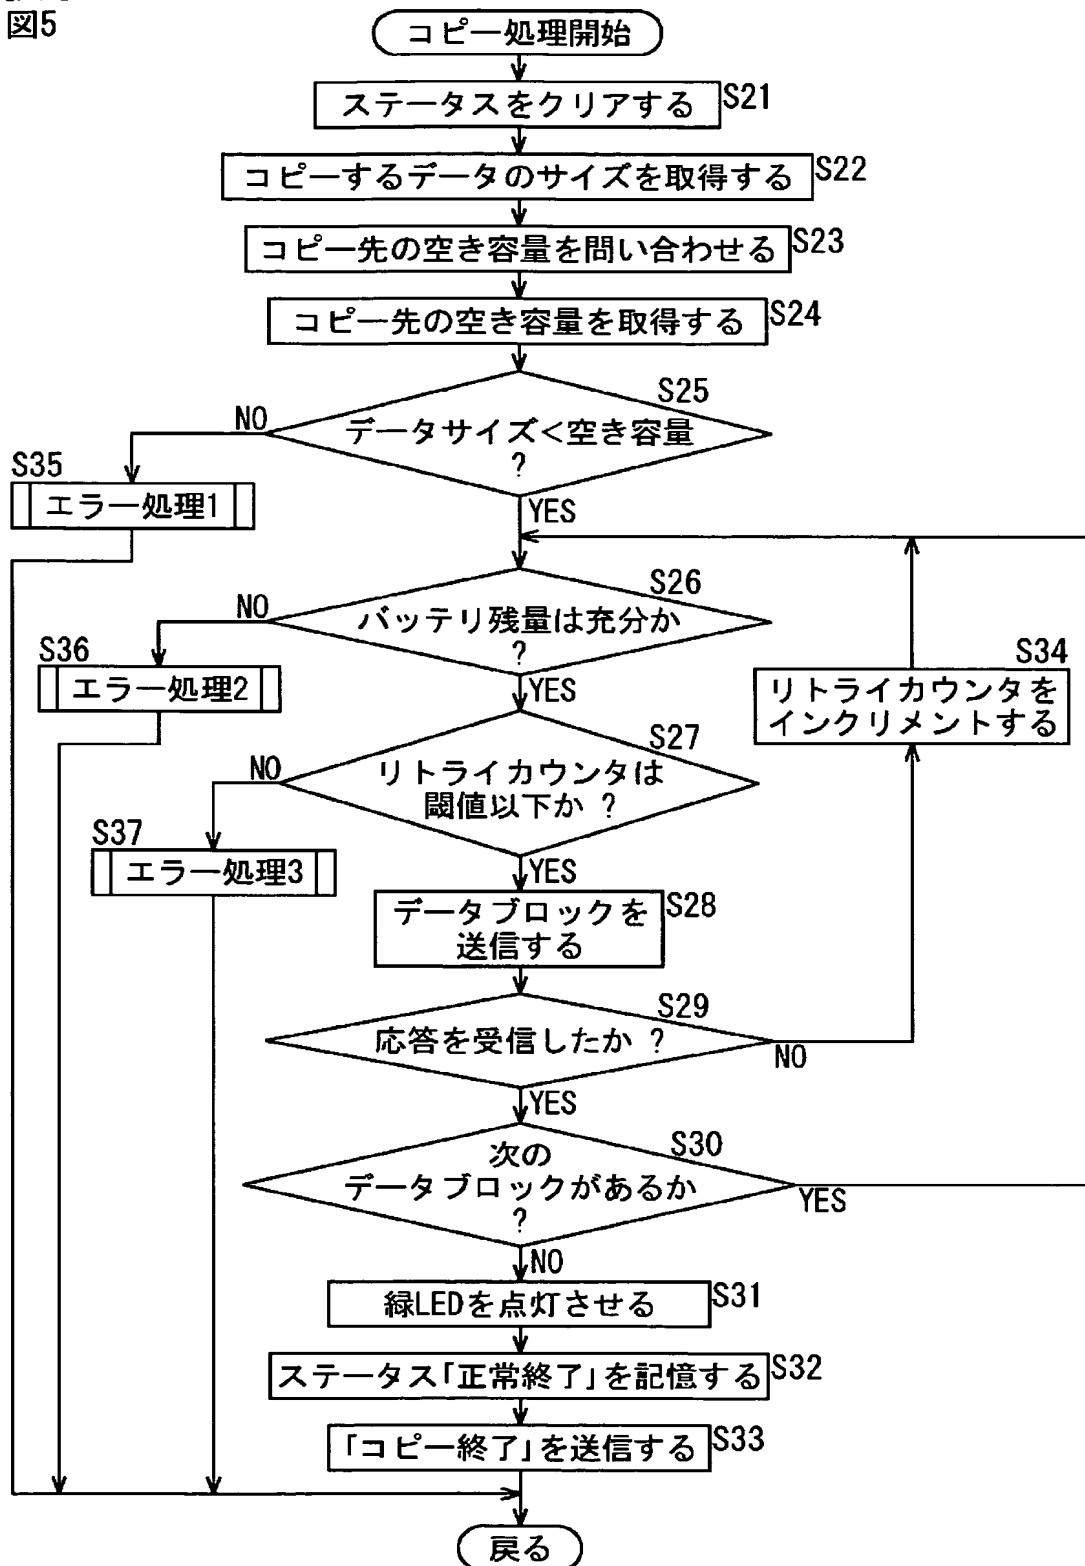 図5
コピー処理開始
ステータスをクリアする
S21
コピーするデータのサイズを取得する
S22
コピー先の空き容量を問い合わせる
S23
コピー先の空き容量を取得する
S24
S25
データサイズ<空き容量
?
NO
YES
S35
エラー処理1
S26
バッテリ残量は充分か
?
NO
YES
S36
エラー処理2
S34
リトライカウンタを
インクリメントする
S27
リトライカウンタは
閾値以下か ?
NO
YES
S37
エラー処理3
データブロックを
送信する
S28
S29
応答を受信したか ?
NO
YES
S30
次の
データブロックがあるか
?
YES
NO
緑LEDを点灯させる
S31
ステータス「正常終了」を記憶する
S32
「コピー終了」を送信する
S33
戻る